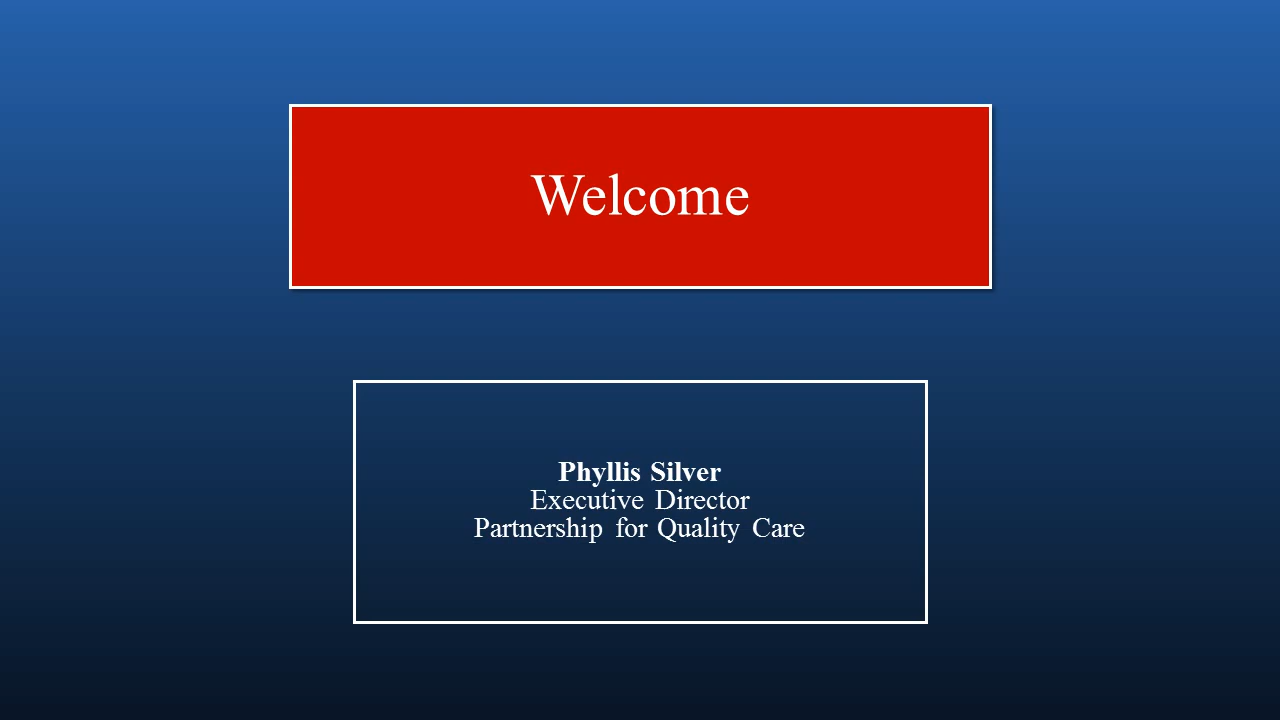 Welcome
Phyllis Silver
Executive Director
Partnership for Quality Care